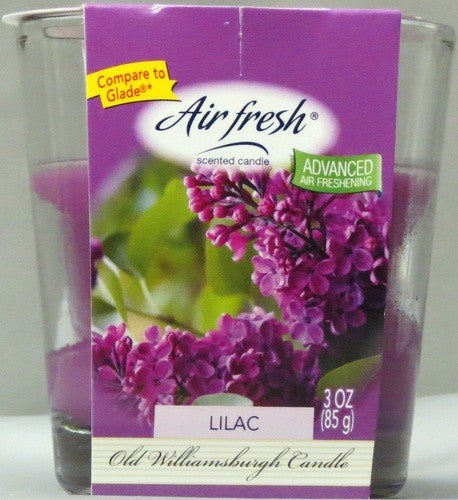 Compare to
Glade®*
Air fresh®
scented candle
ADVANCED
AIR FRESHENING
3 OZ
(85 g)
LILAC
Old Williamsburgh Candle